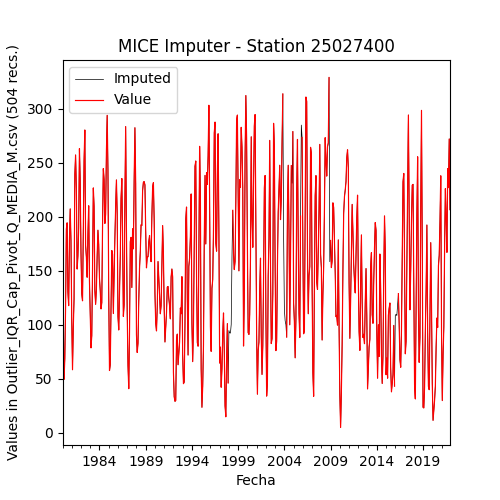 MICE Imputer - Station 25027400
Imputed
Value
Values in Outlier_IQR_Cap_Pivot_Q_MEDIA_M.csv (504 recs.)
300
250
200
150
100
50
0
1984 1989 1994 1999 2004 2009 2014 2019
Fecha